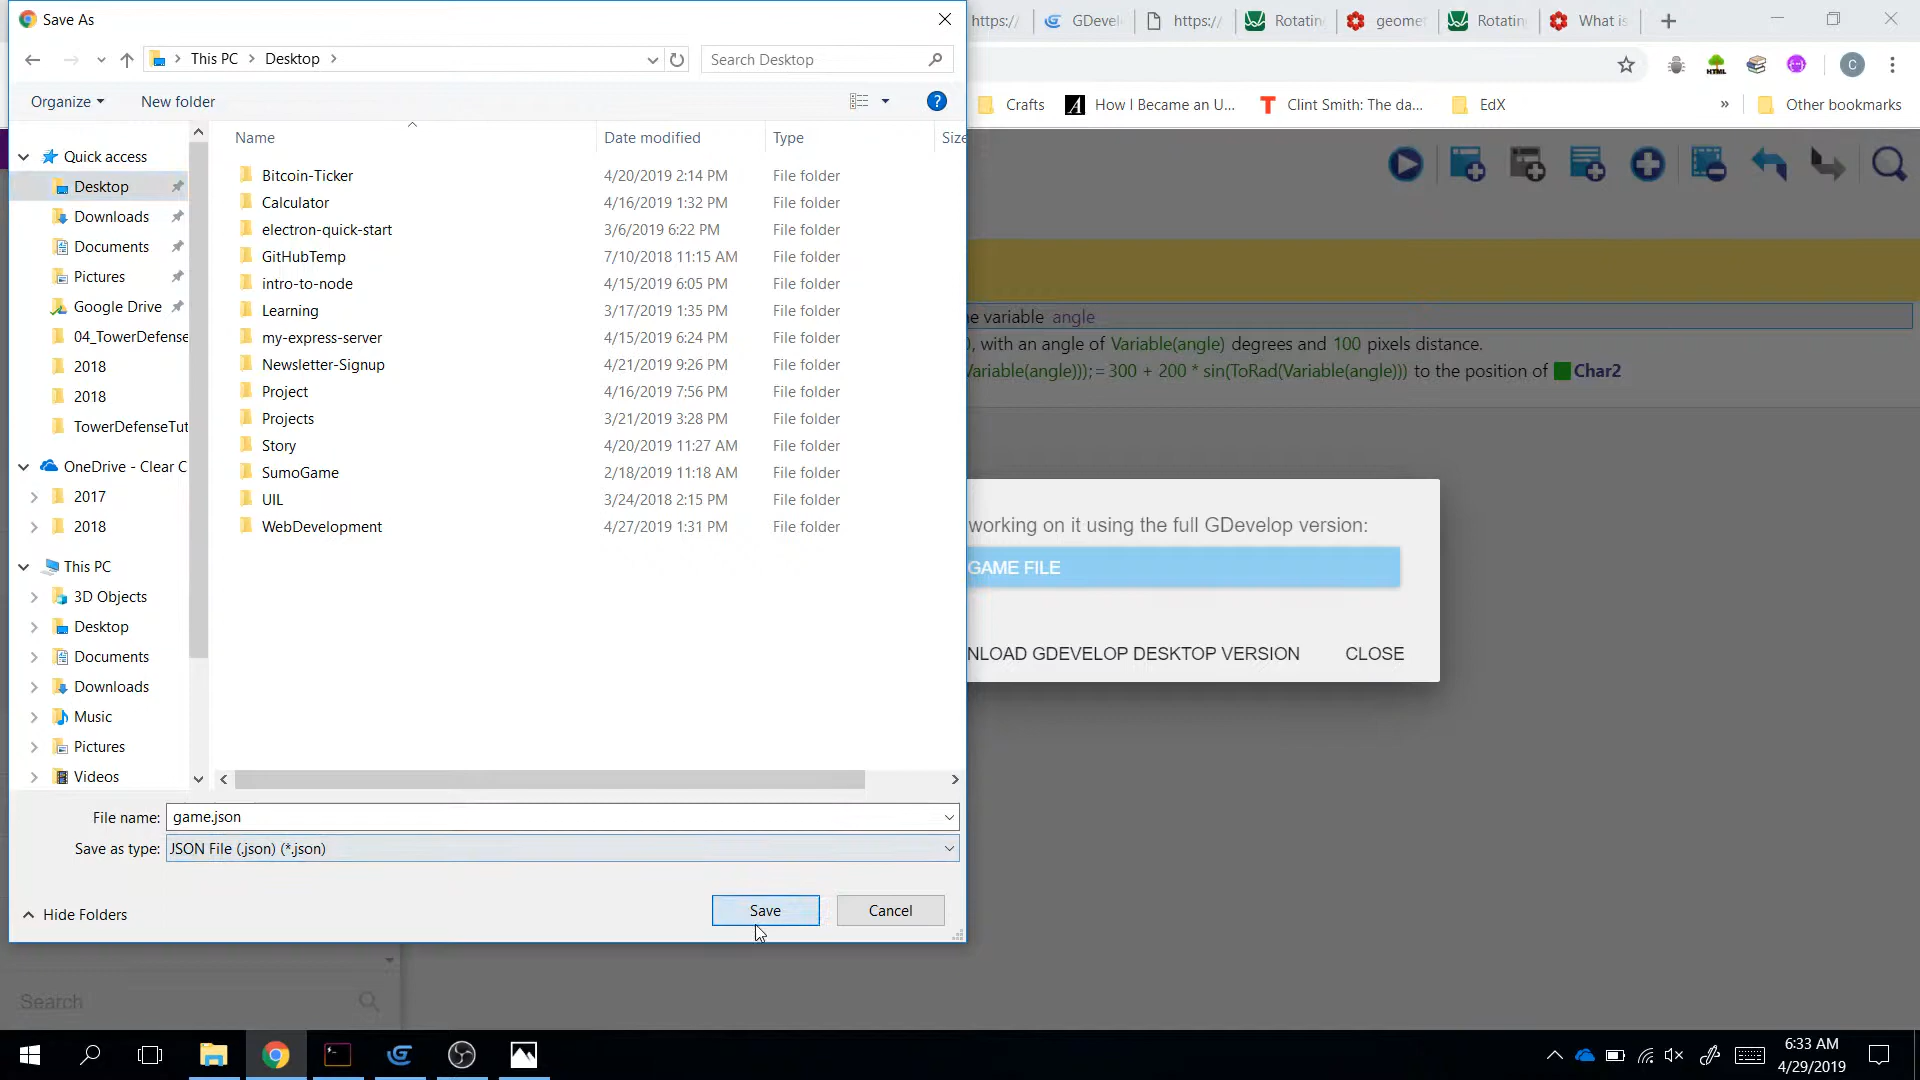 Save As
https:/
GDevel
https:/
Rotatin
geomet
Rotatin
What is
This PC
Desktop
Search Desktop
C
Organize
New folder
?
Crafts
How I Became an U...
Clint Smith: The da...
EdX
»
Other bookmarks
Name
Date modified
Type
Size
Quick access
Desktop
Downloads
Documents
Pictures
Google Drive
04_TowerDefense
2018
2018
TowerDefenseTut
OneDrive - Clear C
2017
2018
This PC
3D Objects
Desktop
Documents
Downloads
Music
Pictures
Videos
Bitcoin-Ticker 4/20/2019 2:14 PM File folder
Calculator 4/16/2019 1:32 PM File folder
electron-quick-start 3/6/2019 6:22 PM File folder
GitHubTemp 7/10/2018 11:15 AM File folder
intro-to-node 4/15/2019 6:05 PM File folder
Learning 3/17/2019 1:35 PM File folder
my-express-server 4/15/2019 6:24 PM File folder
Newsletter-Signup 4/21/2019 9:26 PM File folder
Project 4/16/2019 7:56 PM File folder
Projects 3/21/2019 3:28 PM File folder
Story 4/20/2019 11:27 AM File folder
SumoGame 2/18/2019 11:18 AM File folder
UIL 3/24/2018 2:15 PM File folder
WebDevelopment 4/27/2019 1:31 PM File folder
e variable angle
, with an angle of Variable(angle) degrees and 100 pixels distance.
Variable(angle)));= 300 + 200 * sin(ToRad(Variable(angle))) to the position of Char2
working on it using the full GDevelop version:
GAME FILE
NLOAD GDEVELOP DESKTOP VERSION
CLOSE
File name: game.json
Save as type: JSON File (.json) (*.json)
Hide Folders
Save
Cancel
Search
6:33 AM
4/29/2019